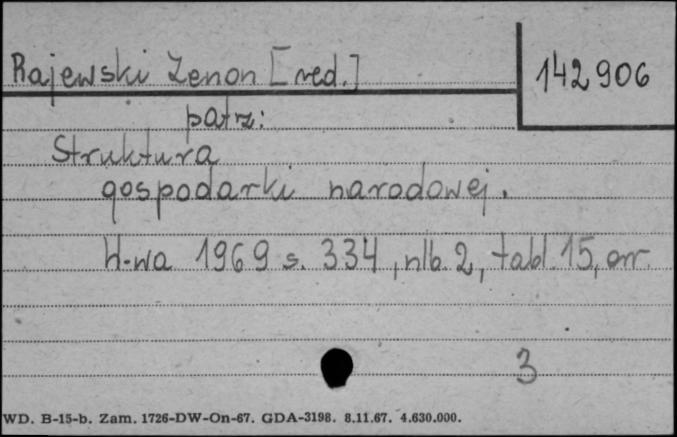 Rajewski Zenon [red.]
142906
patrz:
Struktura
gospodarki narodowej.
W-wa 1969 s. 334, nlb. 2, tabl. 15, err.
3
WD. B-15-b. Zam. 1726-DW-On-67. GDA-3198. 8.11.67. 4.630.000.